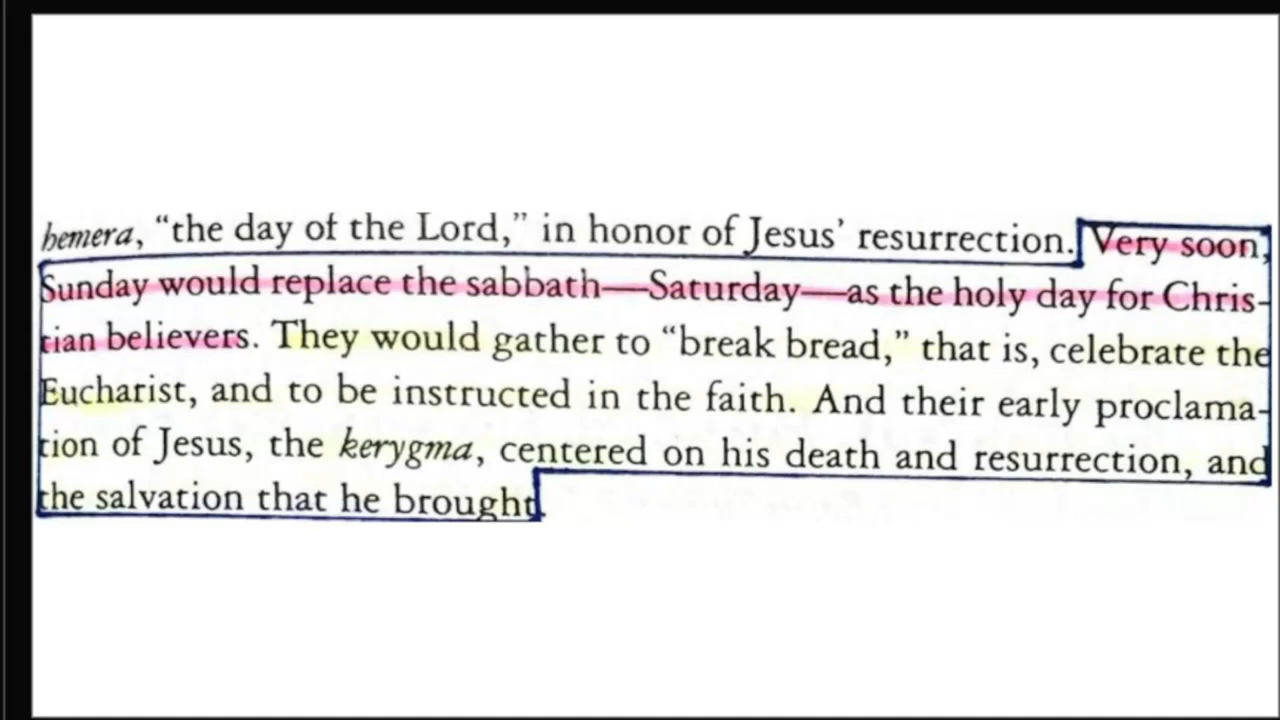 hemera, “the day of the Lord,” in honor of Jesus’ resurrection. Very soon,
Sunday would replace the sabbath—Saturday—as the holy day for Chris-
tian believers. They would gather to “break bread,” that is, celebrate the
Eucharist, and to be instructed in the faith. And their early proclama-
tion of Jesus, the kerygma, centered on his death and resurrection, and
the salvation that he brought.